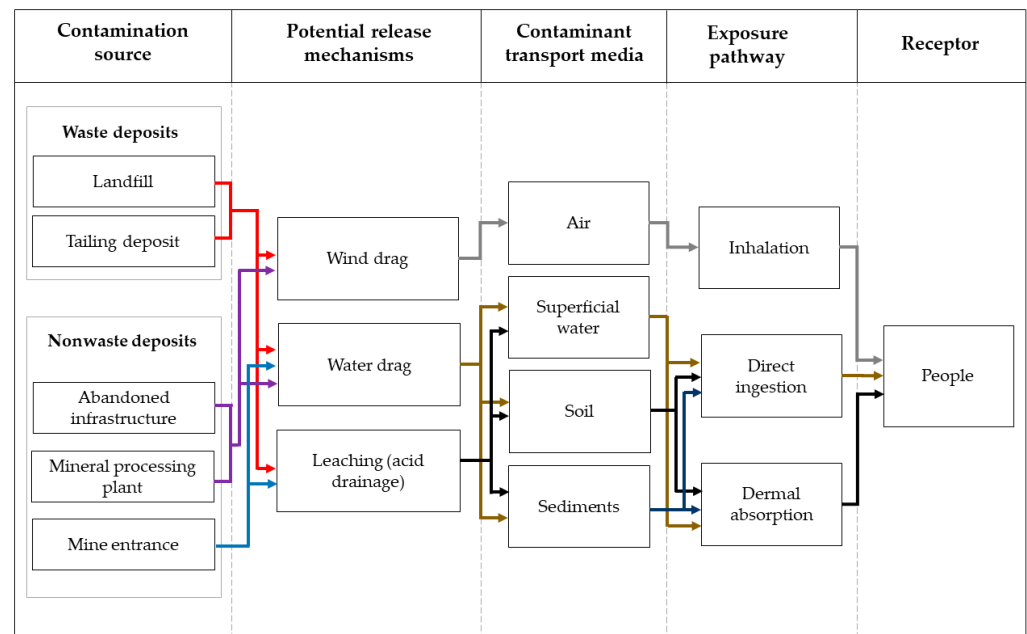 Contamination
source
Potential release
mechanisms
Contaminant
transport media
Exposure
pathway
Receptor
Waste deposits
Landfill
Tailing deposit
Nonwaste deposits
Abandoned
infrastructure
Mineral processing
plant
Mine entrance
Wind drag
Water drag
Leaching (acid
drainage)
Air
Superficial
water
Soil
Sediments
Inhalation
Direct
ingestion
Dermal
absorption
People